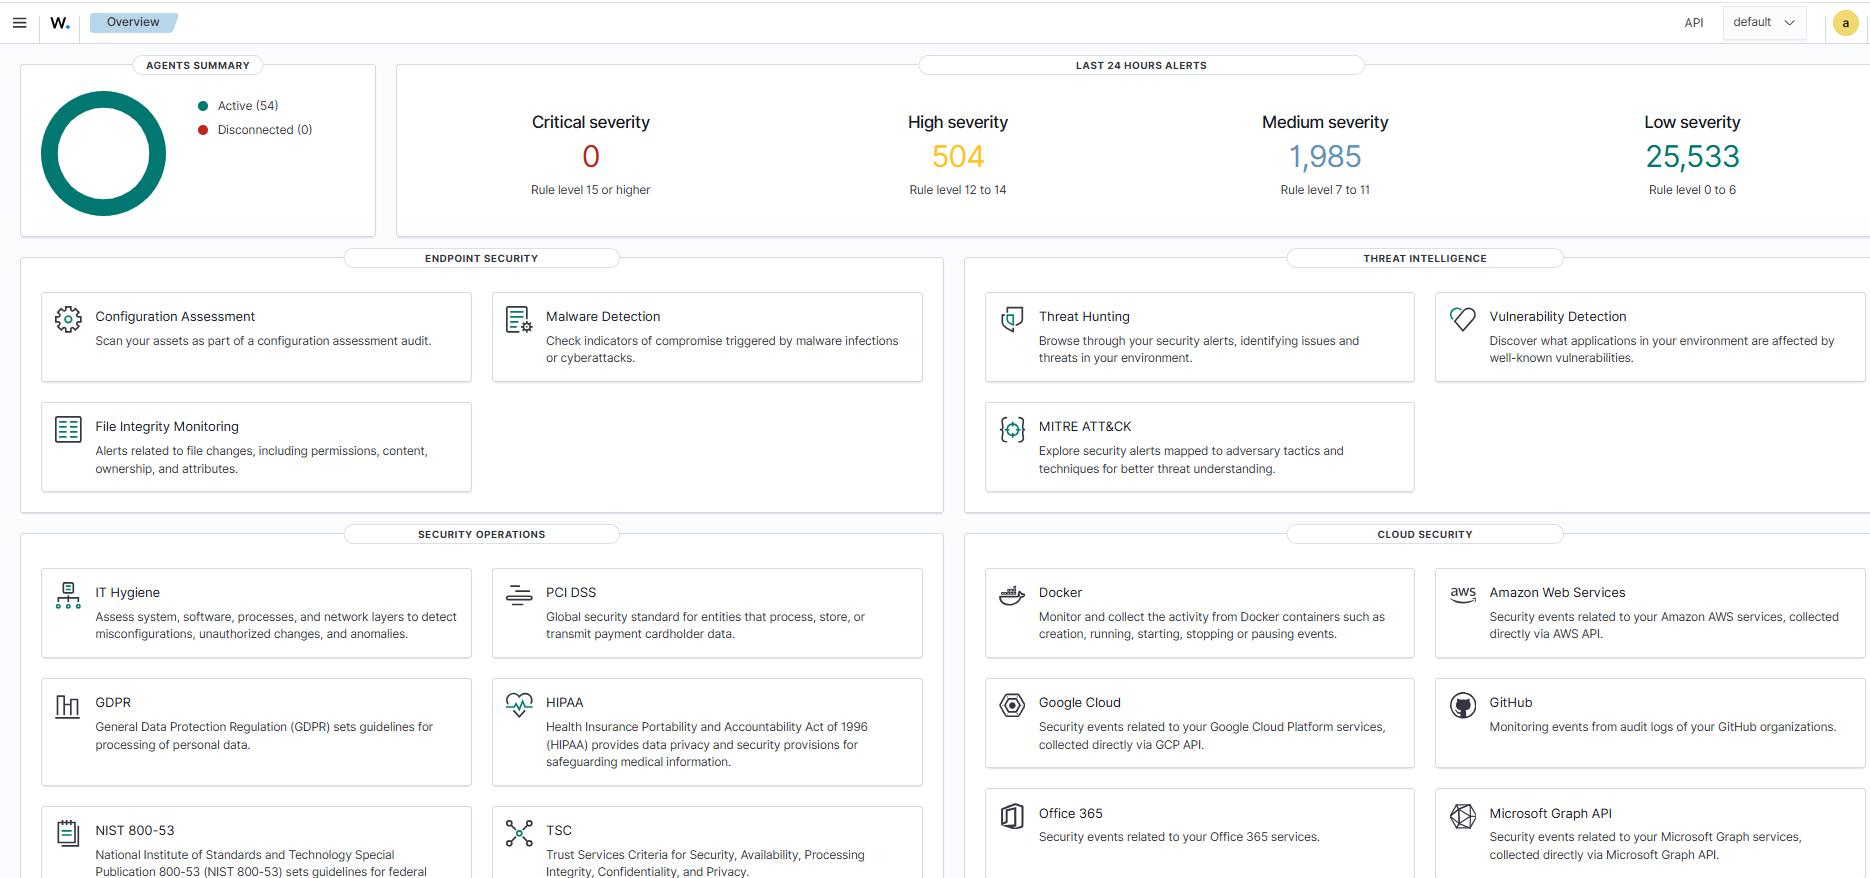 W.
Overview
API
default
a
AGENTS SUMMARY
Active (54)
Disconnected (0)
LAST 24 HOURS ALERTS
Critical severity
0
Rule level 15 or higher
High severity
504
Rule level 12 to 14
Medium severity
1,985
Rule level 7 to 11
Low severity
25,533
Rule level 0 to 6
ENDPOINT SECURITY
Configuration Assessment
Scan your assets as part of a configuration assessment audit.
Malware Detection
Check indicators of compromise triggered by malware infections
or cyberattacks.
File Integrity Monitoring
Alerts related to file changes, including permissions, content,
ownership, and attributes.
THREAT INTELLIGENCE
Threat Hunting
Browse through your security alerts, identifying issues and
threats in your environment.
Vulnerability Detection
Discover what applications in your environment are affected by
well-known vulnerabilities.
MITRE ATT&CK
Explore security alerts mapped to adversary tactics and
techniques for better threat understanding.
SECURITY OPERATIONS
IT Hygiene
Assess system, software, processes, and network layers to detect
misconfigurations, unauthorized changes, and anomalies.
PCI DSS
Global security standard for entities that process, store, or
transmit payment cardholder data.
GDPR
General Data Protection Regulation (GDPR) sets guidelines for
processing of personal data.
HIPAA
Health Insurance Portability and Accountability Act of 1996
(HIPAA) provides data privacy and security provisions for
safeguarding medical information.
NIST 800-53
National Institute of Standards and Technology Special
Publication 800-53 (NIST 800-53) sets guidelines for federal
TSC
Trust Services Criteria for Security, Availability, Processing
Integrity, Confidentiality, and Privacy.
CLOUD SECURITY
Docker
Monitor and collect the activity from Docker containers such as
creation, running, starting, stopping or pausing events.
aws
Amazon Web Services
Security events related to your Amazon AWS services, collected
directly via AWS API.
Google Cloud
Security events related to your Google Cloud Platform services,
collected directly via GCP API.
GitHub
Monitoring events from audit logs of your GitHub organizations.
Office 365
Security events related to your Office 365 services.
Microsoft Graph API
Security events related to your Microsoft Graph services,
collected directly via Microsoft Graph API.